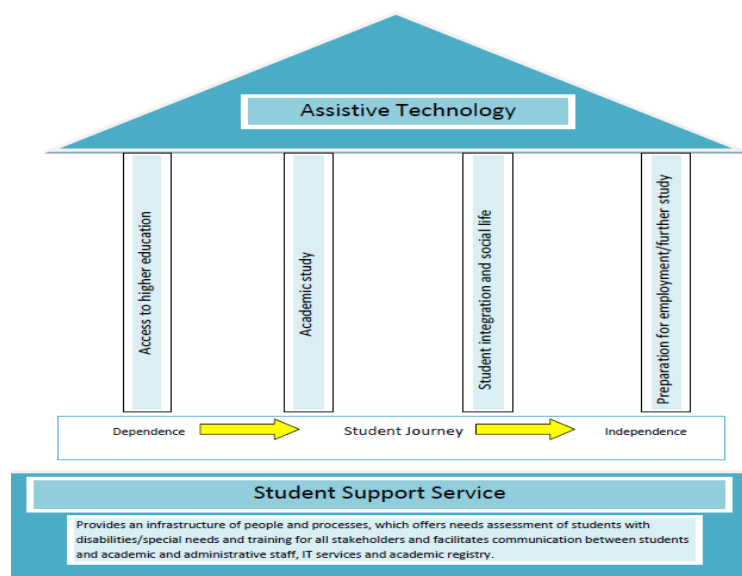 Assistive Technology
Access to higher education
Academic study
Student integration and social life
Preparation for employment/further study
Dependence
Student Journey
Independence
Student Support Service
Provides an infrastructure of people and processes, which offers needs assessment of students with
disabilities/special needs and training for all stakeholders and facilitates communication between students
and academic and administrative staff, IT services and academic registry.